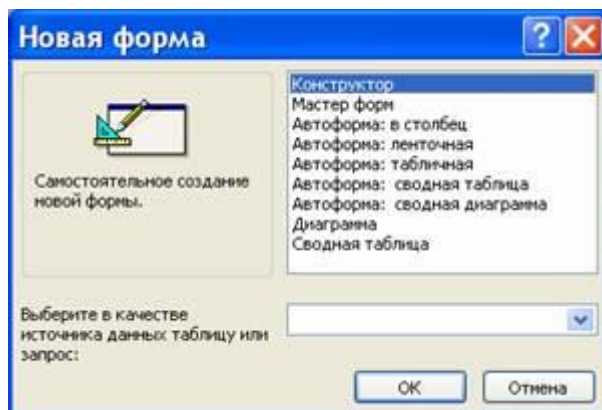 Новая форма
Самостоятельное создание
новой формы.
Конструктор
Мастер форм
Автоформа: в столбец
Автоформа: ленточная
Автоформа: табличная
Автоформа: сводная таблица
Автоформа: сводная диаграмма
Диаграмма
Сводная таблица
Выберите в качестве
источника данных таблицу или
запрос:
ОК
Отмена